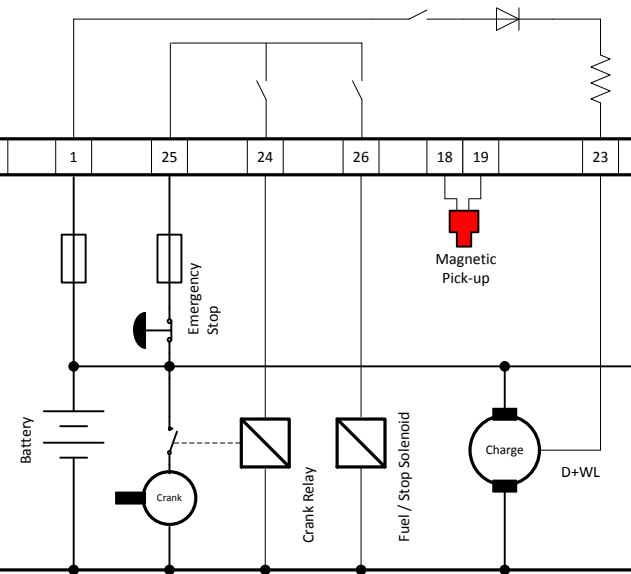 1 25 24 26 18 19 23
Magnetic
Pick-up
Emergency
Stop
Battery
Crank
Crank Relay
Fuel / Stop Solenoid
Charge
D+WL